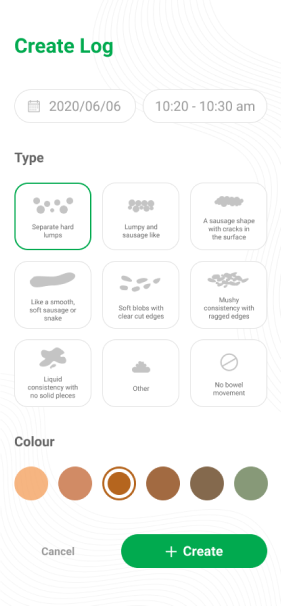 Create Log
2020/06/06
10:20 - 10:30 am
Type
Separate hard
lumps
Lumpy and
sausage like
A sausage shape
with cracks in
the surface
Like a smooth,
soft sausage or
snake
Soft blobs with
clear cut edges
Mushy
consistency with
ragged edges
Liquid
consistency with
no solid pieces
Other
No bowel
movement
Colour
Cancel
+ Create